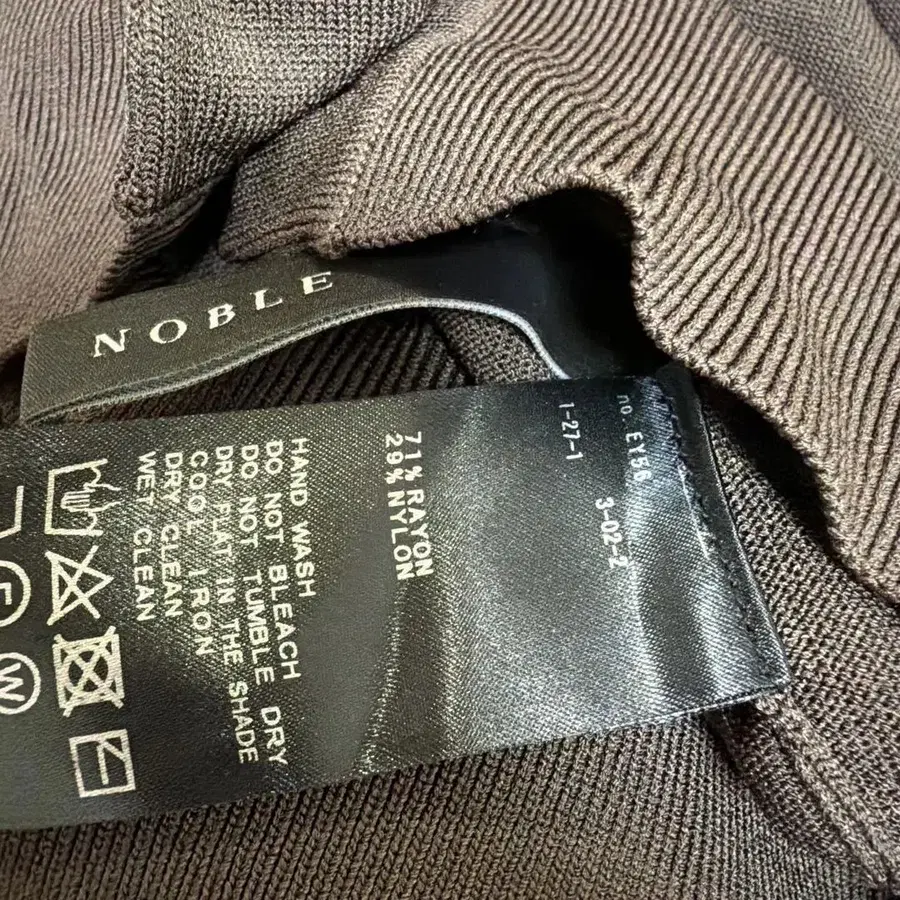 NOBLE
no. EY56 3-02-2
1-27-1
71% RAYON
29% NYLON
HAND WASH
DO NOT BLEACH
DO NOT TUMBLE DRY
DRY FLAT IN THE SHADE
COOL IRON
DRY CLEAN
WET CLEAN
F
W